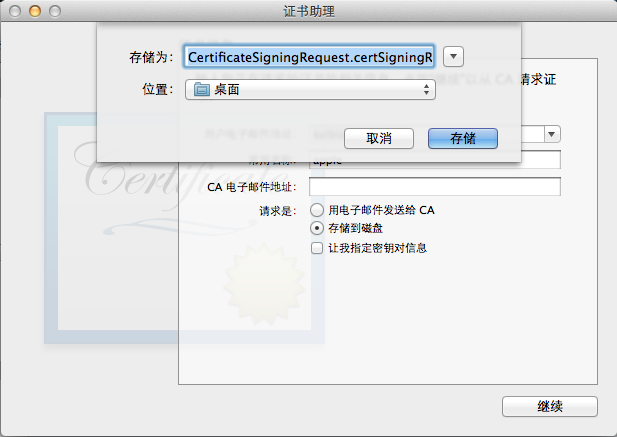 证书助理
存储为：
CertificateSigningRequest.certSigningR
位置：
桌面
以从 CA 请求证
取消
存储
用户电子邮件地址：
常用名称：
apple
CA 电子邮件地址：
请求是：
用电子邮件发送给 CA
存储到磁盘
让我指定密钥对信息
Certificate
继续